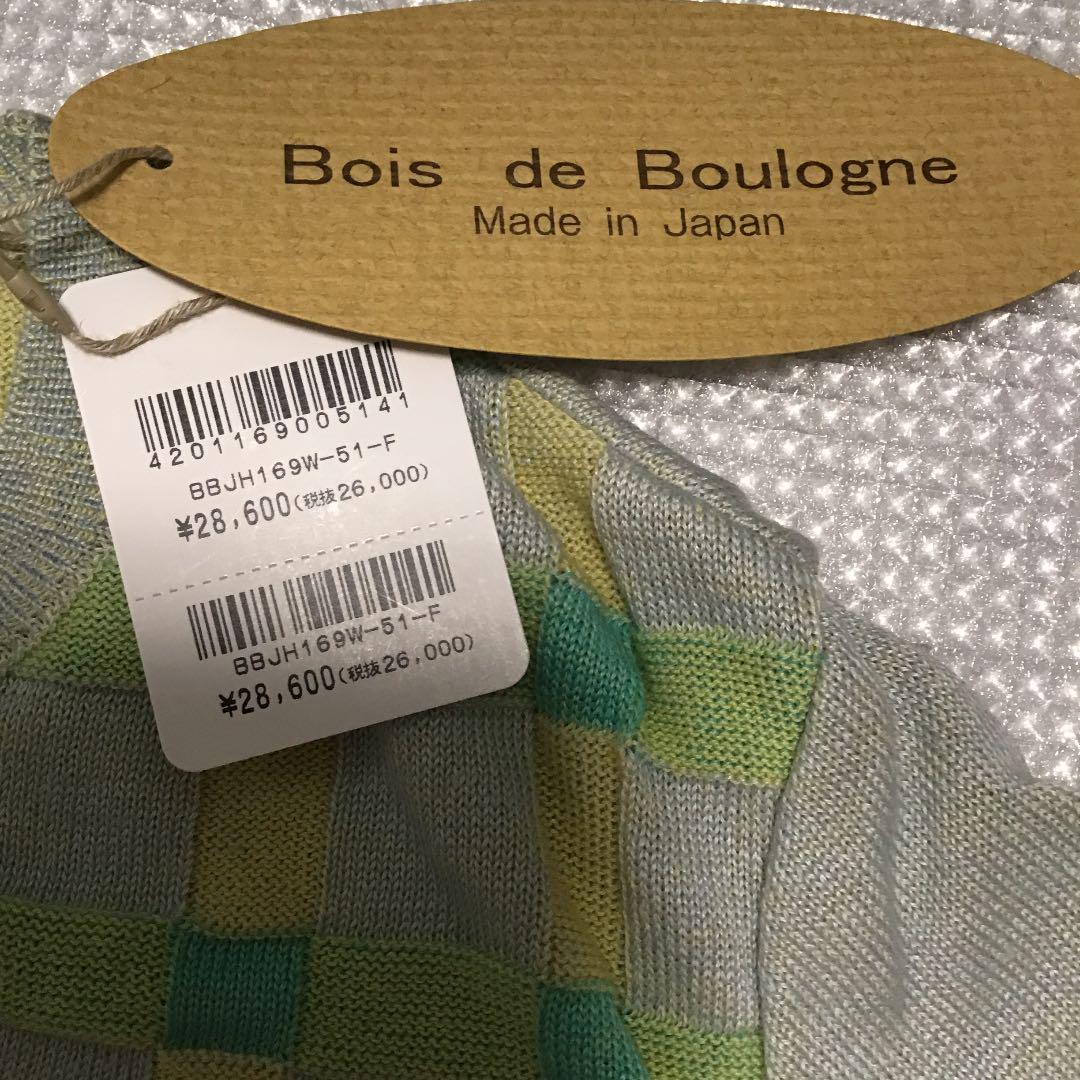 Bois de Boulogne
Made in Japan
4201169005141
BBJH169W-51-F
¥28,600(税抜26,000)
BBJH169W-51-F
¥28,600(税抜26,000)